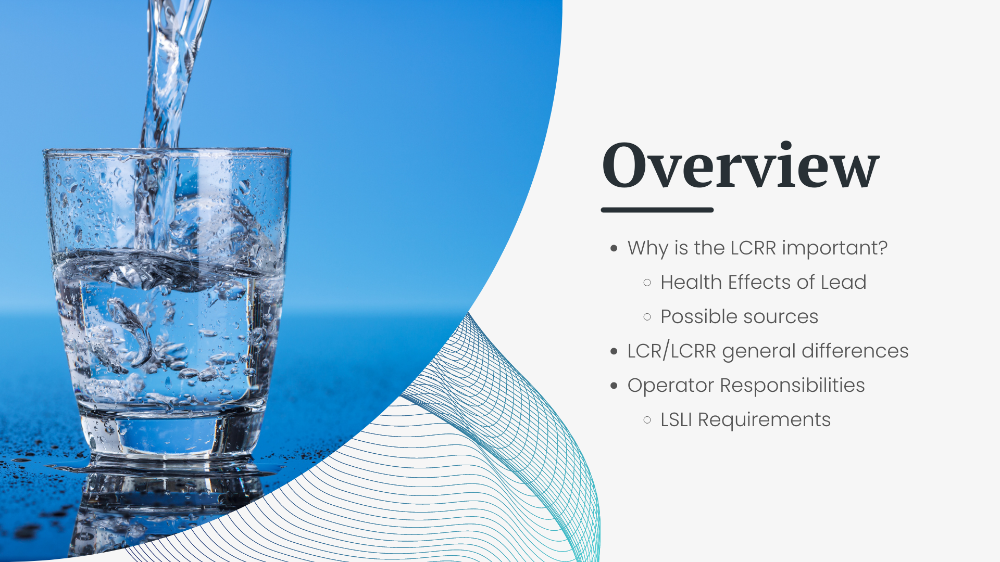 Overview
• Why is the LCRR important?
◦ Health Effects of Lead
◦ Possible sources
• LCR/LCRR general differences
• Operator Responsibilities
◦ LSLI Requirements